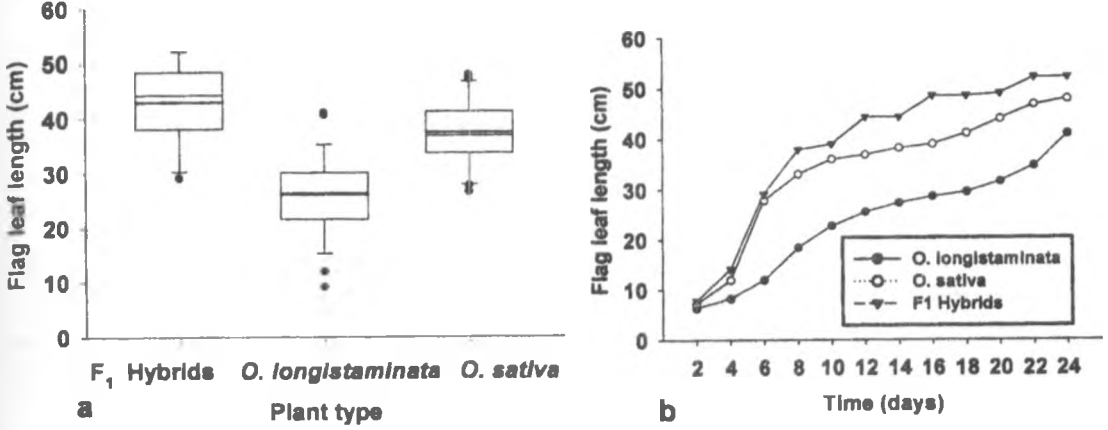 Flag leaf length (cm)
60
50
40
30
20
10
0
F1 Hybrids O. longistaminata O. sativa
Plant type
a
Flag leaf length (cm)
60
50
40
30
20
10
0
O. longistaminata
O. sativa
F1 Hybrids
2 4 6 8 10 12 14 16 18 20 22 24
Time (days)
b